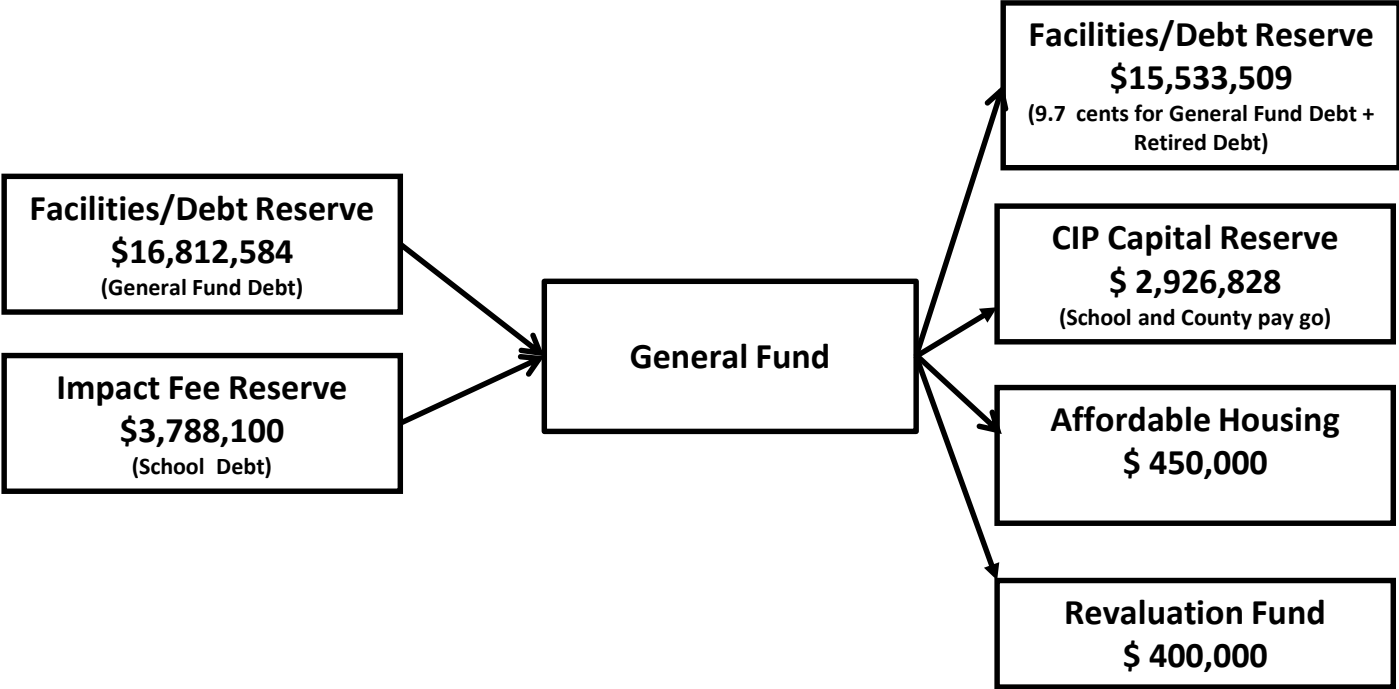 Facilities/Debt Reserve
$16,812,584
(General Fund Debt)
Impact Fee Reserve
$3,788,100
(School Debt)
General Fund
Facilities/Debt Reserve
$15,533,509
(9.7 cents for General Fund Debt +
Retired Debt)
CIP Capital Reserve
$ 2,926,828
(School and County pay go)
Affordable Housing
$ 450,000
Revaluation Fund
$ 400,000